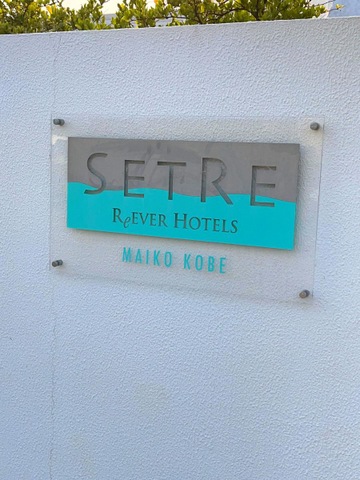 SETRE
ReEVER HOTELS
MAIKO KOBE